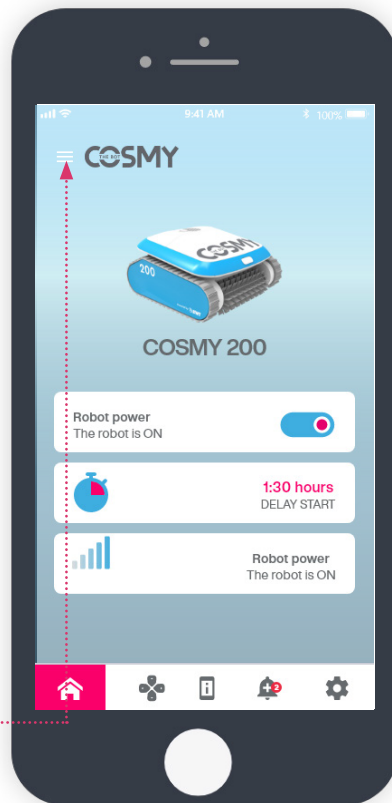 9:41 AM
100%
COSMY
THE BOT
COSMY
200
COSMY 200
Robot power
The robot is ON
1:30 hours
DELAY START
Robot power
The robot is ON
2